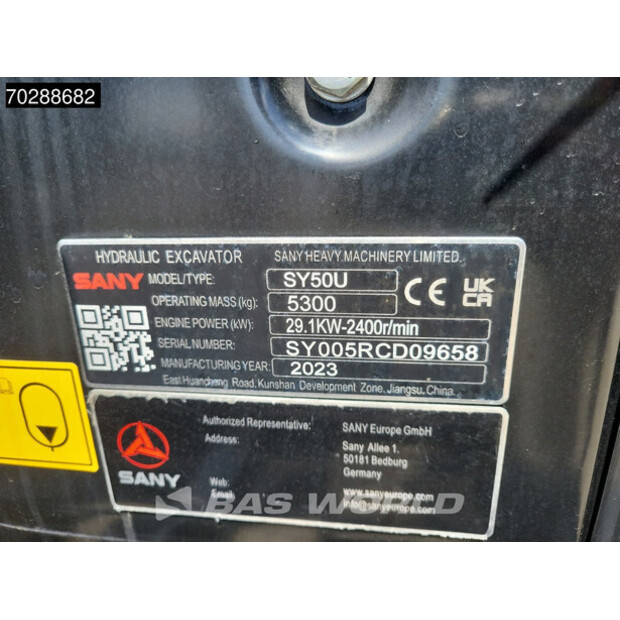 70288682
HYDRAULIC EXCAVATOR SANY HEAVY MACHINERY LIMITED.
SANY MODEL/TYPE: SY50U
OPERATING MASS(kg): 5300 CE UKCA
ENGINE POWER (kW): 29.1KW-2400r/min
SERIAL NUMBER: SY005RCD09658
MANUFACTURING YEAR: 2023
East Huancheng Road, Kunshan Development Zone, Jiangsu, China.
Authorized Representative: SANY Europe GmbH
Address: Sany Allee 1.
50181 Bedburg
Germany
SANY
Web: www.sanyeurope.com
Email: info@sanyeurope.com
BAS WORLD